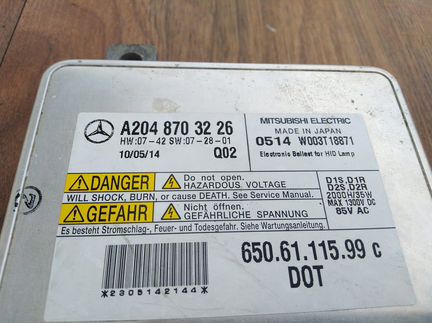 A204 870 32 26
HW:07-42 SW:07-28-01
10/05/14 Q02
MITSUBISHI ELECTRIC
MADE IN JAPAN
0514 W003T18871
Electronic Ballast for HID Lamp
DANGER Do not open.
HAZARDOUS VOLTAGE
WILL SHOCK, BURN, or cause DEATH. See Service Manual.
GEFAHR Nicht öffnen!
GEFÄHRLICHE SPANNUNG
Es besteht Stromschlag-, Feuer- und Todesgefahr. Siehe Wartungsanleitung.
D1S,D1R
D2S,D2R
2000H/35W
MAX 1300V DC
85V AC
650.61.115.99 c
DOT
*2305142144*